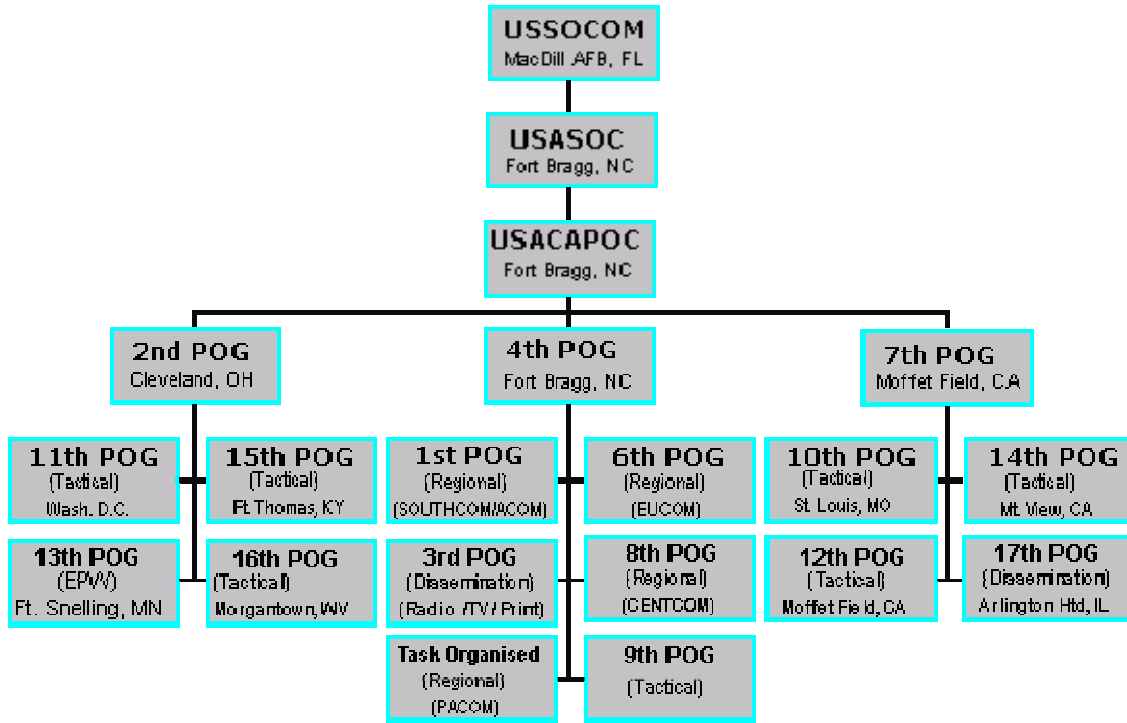 USSOCOM
MacDill AFB, FL
USASOC
Fort Bragg, NC
USACAPOC
Fort Bragg, NC
2nd POG
Cleveland, OH
4th POG
Fort Bragg, NC
7th POG
Moffet Field, CA
11th POG
(Tactical)
Wash. D.C.
15th POG
(Tactical)
Ft Thomas, KY
1st POG
(Regional)
(SOUTHCOM/ACOM)
6th POG
(Regional)
(EUCOM)
10th POG
(Tactical)
St. Louis, MO
14th POG
(Tactical)
Mt. View, CA
13th POG
(EPW)
Ft. Snelling, MN
16th POG
(Tactical)
Morgantown, WV
3rd POG
(Dissemination)
(Radio /TV/ Print)
8th POG
(Regional)
(CENTCOM)
12th POG
(Tactical)
Moffet Field, CA
17th POG
(Dissemination)
Arlington Htd, IL
Task Organised
(Regional)
(PACOM)
9th POG
(Tactical)